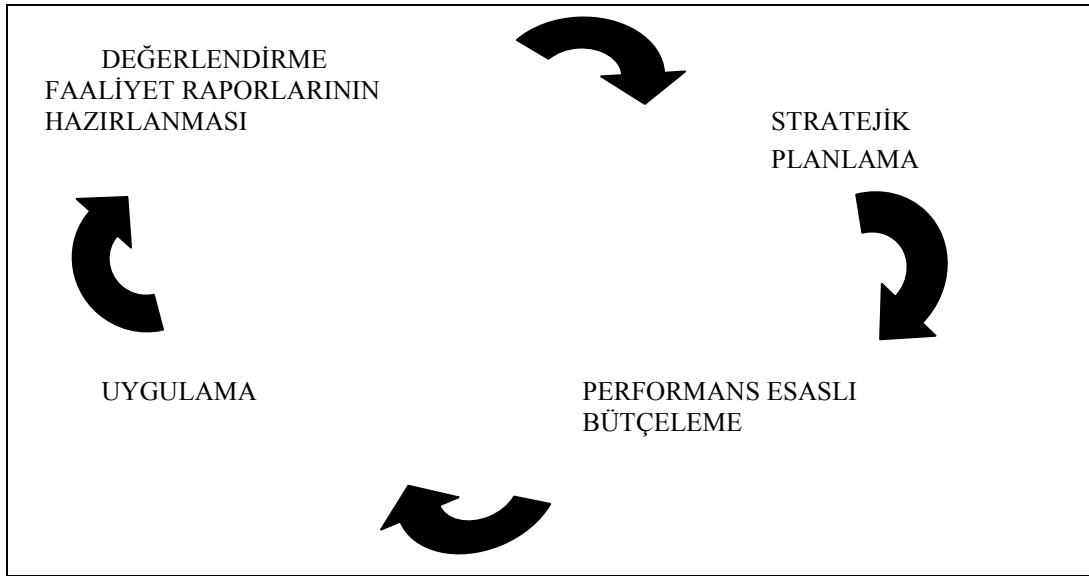 DEĞERLENDİRME
FAALİYET RAPORLARININ
HAZIRLANMASI
STRATEJİK
PLANLAMA
UYGULAMA
PERFORMANS ESASLI
BÜTÇELEME